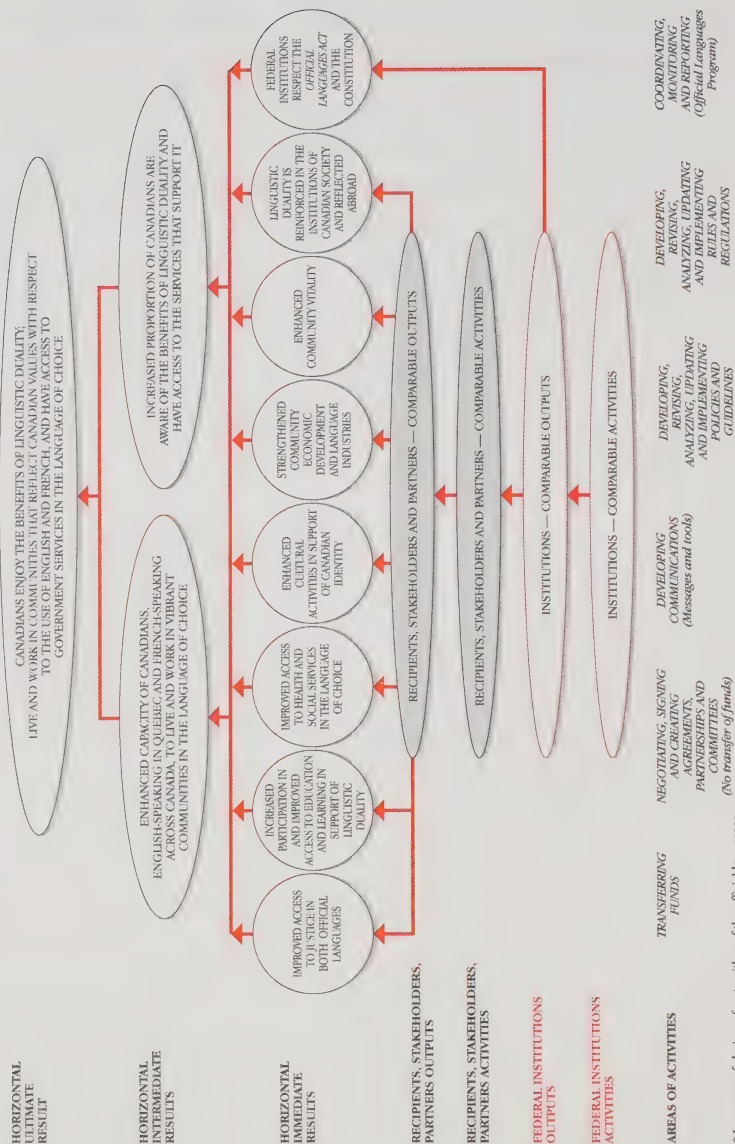 HORIZONTAL
ULTIMATE
RESULT
CANADIANS ENJOY THE BENEFITS OF LINGUISTIC DUALITY;
LIVE AND WORK IN COMMUNITIES THAT REFLECT CANADIAN VALUES WITH RESPECT
TO THE USE OF ENGLISH AND FRENCH, AND HAVE ACCESS TO
GOVERNMENT SERVICES IN THE LANGUAGE OF CHOICE
HORIZONTAL
INTERMEDIATE
RESULTS
ENHANCED CAPACITY OF CANADIANS,
ENGLISH-SPEAKING IN QUEBEC AND FRENCH-SPEAKING
ACROSS CANADA, TO LIVE AND WORK IN VIBRANT
COMMUNITIES IN THE LANGUAGE OF CHOICE
INCREASED PROPORTION OF CANADIANS ARE
AWARE OF THE BENEFITS OF LINGUISTIC DUALITY AND
HAVE ACCESS TO THE SERVICES THAT SUPPORT IT
HORIZONTAL
IMMEDIATE
RESULTS
IMPROVED ACCESS
TO JUSTICE IN
BOTH OFFICIAL
LANGUAGES
INCREASED
PARTICIPATION IN
AND IMPROVED
ACCESS TO EDUCATION
AND LEARNING IN
SUPPORT OF
LINGUISTIC
DUALITY
IMPROVED ACCESS
TO HEALTH AND
SOCIAL SERVICES
IN THE LANGUAGE
OF CHOICE
ENHANCED
CULTURAL
ACTIVITIES IN SUPPORT
OF CANADIAN
IDENTITY
STRENGTHENED
COMMUNITY
ECONOMIC
DEVELOPMENT
AND LANGUAGE
INDUSTRIES
ENHANCED
COMMUNITY VITALITY
LINGUISTIC
DUALITY IS
REINFORCED IN THE
INSTITUTIONS OF
CANADIAN SOCIETY
AND REFLECTED
ABROAD
FEDERAL
INSTITUTIONS
RESPECT THE
OFFICIAL
LANGUAGES ACT
AND THE
CONSTITUTION
RECIPIENTS, STAKEHOLDERS,
PARTNERS OUTPUTS
RECIPIENTS, STAKEHOLDERS AND PARTNERS — COMPARABLE OUTPUTS
RECIPIENTS, STAKEHOLDERS,
PARTNERS ACTIVITIES
RECIPIENTS, STAKEHOLDERS AND PARTNERS — COMPARABLE ACTIVITIES
FEDERAL INSTITUTIONS
OUTPUTS
INSTITUTIONS — COMPARABLE OUTPUTS
FEDERAL INSTITUTIONS
ACTIVITIES
INSTITUTIONS — COMPARABLE ACTIVITIES
AREAS OF ACTIVITIES
TRANSFERRING
FUNDS
NEGOTIATING, SIGNING
AND CREATING
AGREEMENTS,
PARTNERSHIPS AND
COMMITTEES
(No transfer of funds)
DEVELOPING
COMMUNICATIONS
(Messages and tools)
DEVELOPING,
REVISING,
ANALYZING, UPDATING
AND IMPLEMENTING
POLICIES AND
GUIDELINES
DEVELOPING,
REVISING,
ANALYZING, UPDATING
AND IMPLEMENTING
RULES AND
REGULATIONS
COORDINATING,
MONITORING
AND REPORTING
(Official Languages
Program)